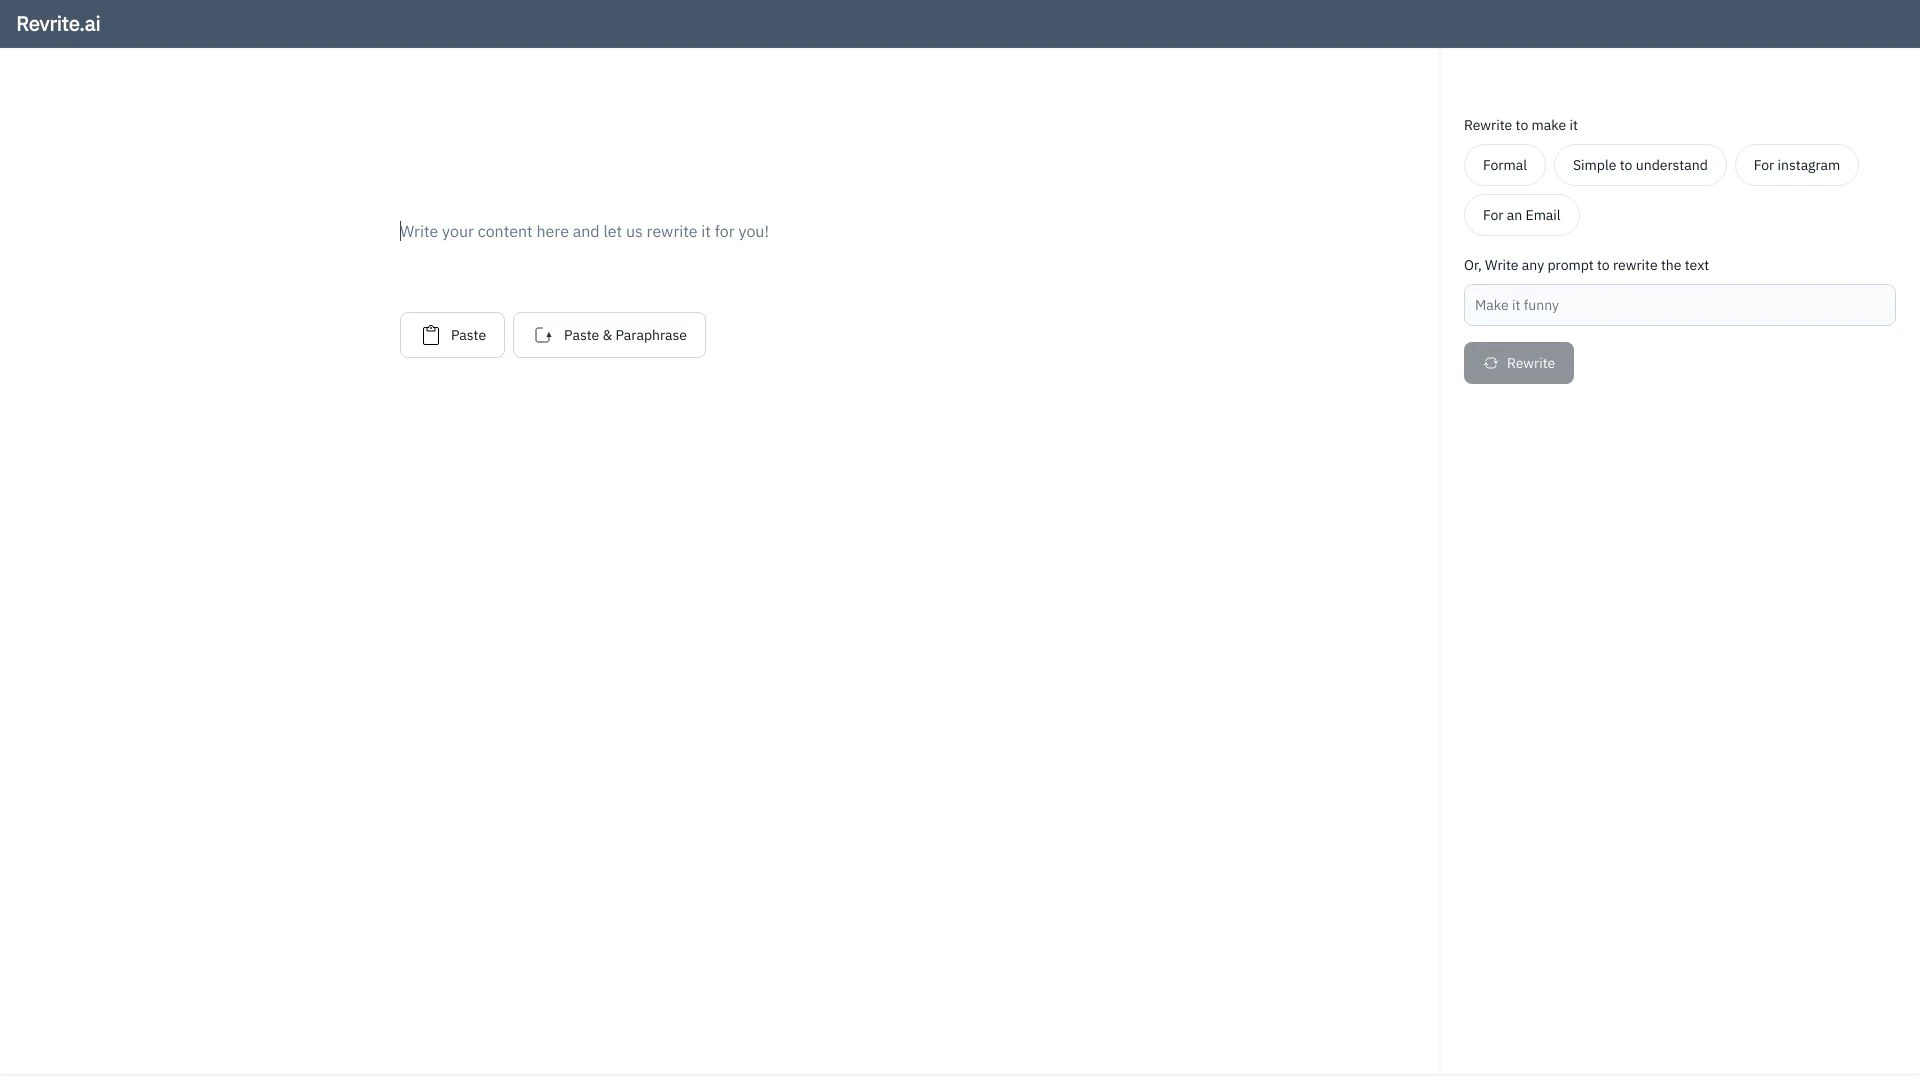 Revrite.ai
Write your content here and let us rewrite it for you!
Paste
Paste & Paraphrase
Rewrite to make it
Formal
Simple to understand
For instagram
For an Email
Or, Write any prompt to rewrite the text
Make it funny
Rewrite